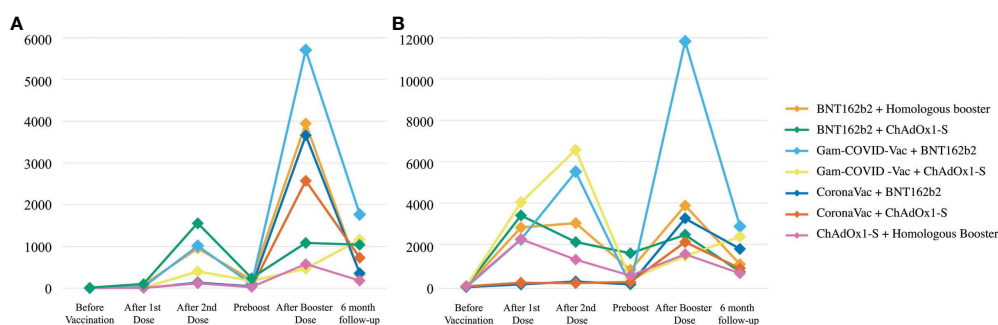 A
6000
5000
4000
3000
2000
1000
0
Before
Vaccination
After 1st
Dose
After 2nd
Dose
Preboost
After Booster
Dose
6 month
follow-up
B
12000
10000
8000
6000
4000
2000
0
Before
Vaccination
After 1st
Dose
After 2nd
Dose
Preboost
After Booster
Dose
6 month
follow-up
BNT162b2 + Homologous booster
BNT162b2 + ChAdOx1-S
Gam-COVID-Vac + BNT162b2
Gam-COVID -Vac + ChAdOx1-S
CoronaVac + BNT162b2
CoronaVac + ChAdOx1-S
ChAdOx1-S + Homologous Booster